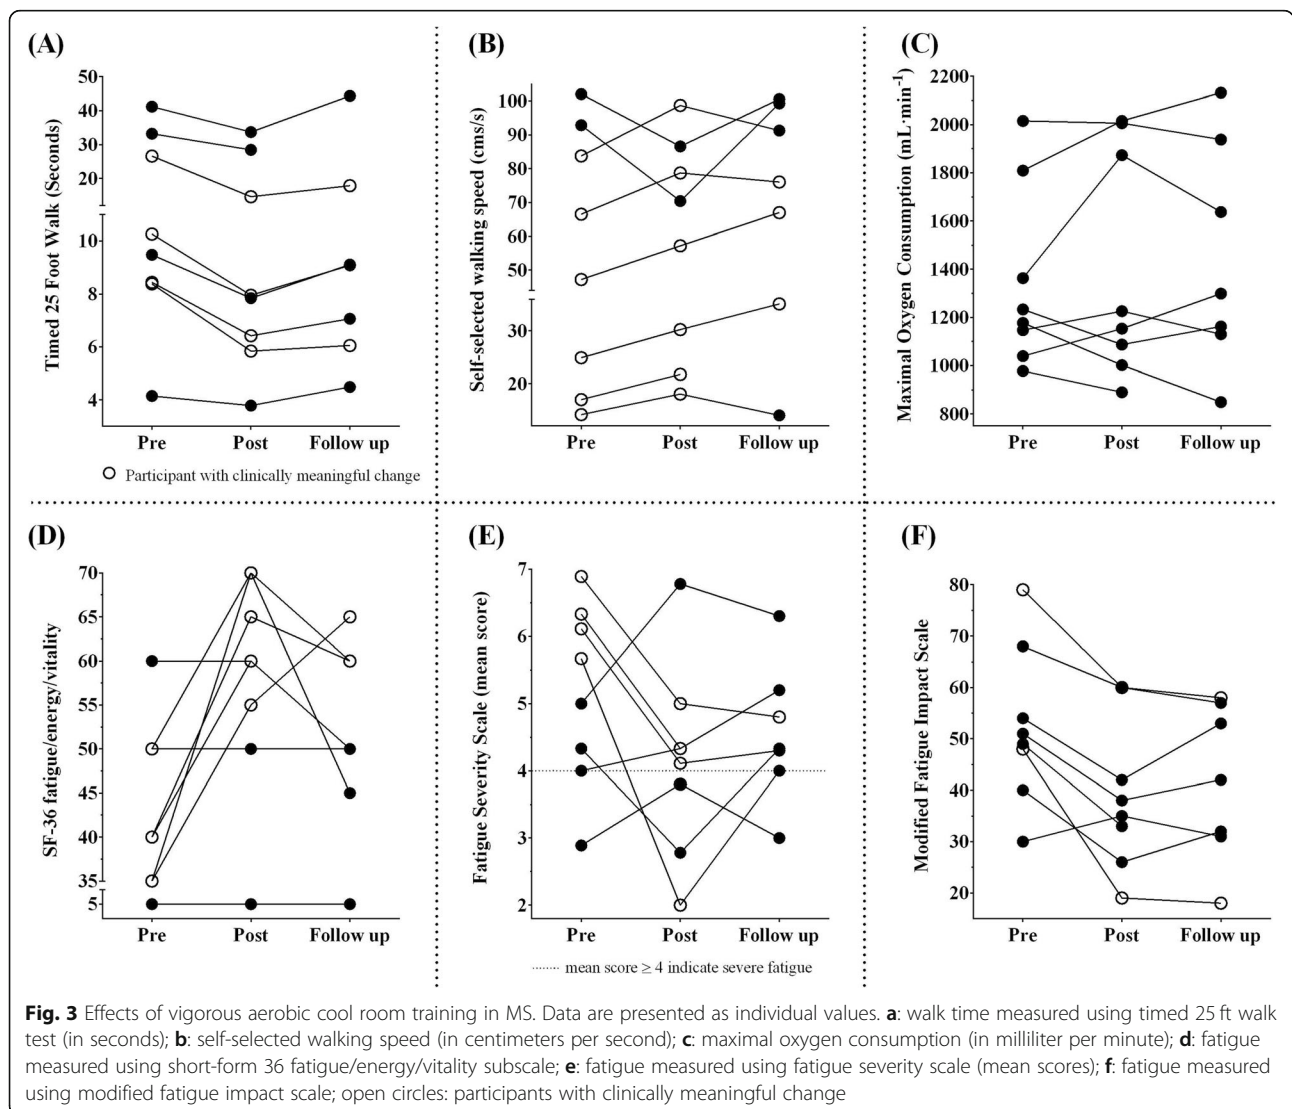 (A)
Timed 25 Foot Walk (Seconds)
50
40
30
20
10
8
6
4
Pre Post Follow up
Participant with clinically meaningful change
(B)
Self-selected walking speed (cms/s)
100
90
80
70
60
50
30
20
Pre Post Follow up
(C)
Maximal Oxygen Consumption (mL·min⁻¹)
2200
2000
1800
1600
1400
1200
1000
800
Pre Post Follow up
(D)
SF-36 fatigue/energy/vitality
70
65
60
55
50
45
40
35
5
Pre Post Follow up
(E)
Fatigue Severity Scale (mean score)
7
6
5
4
3
2
Pre Post Follow up
mean score ≥ 4 indicate severe fatigue
(F)
Modified Fatigue Impact Scale
80
70
60
50
40
30
20
Pre Post Follow up
Fig. 3 Effects of vigorous aerobic cool room training in MS. Data are presented as individual values. a: walk time measured using timed 25 ft walk
test (in seconds); b: self-selected walking speed (in centimeters per second); c: maximal oxygen consumption (in milliliter per minute); d: fatigue
measured using short-form 36 fatigue/energy/vitality subscale; e: fatigue measured using fatigue severity scale (mean scores); f: fatigue measured
using modified fatigue impact scale; open circles: participants with clinically meaningful change